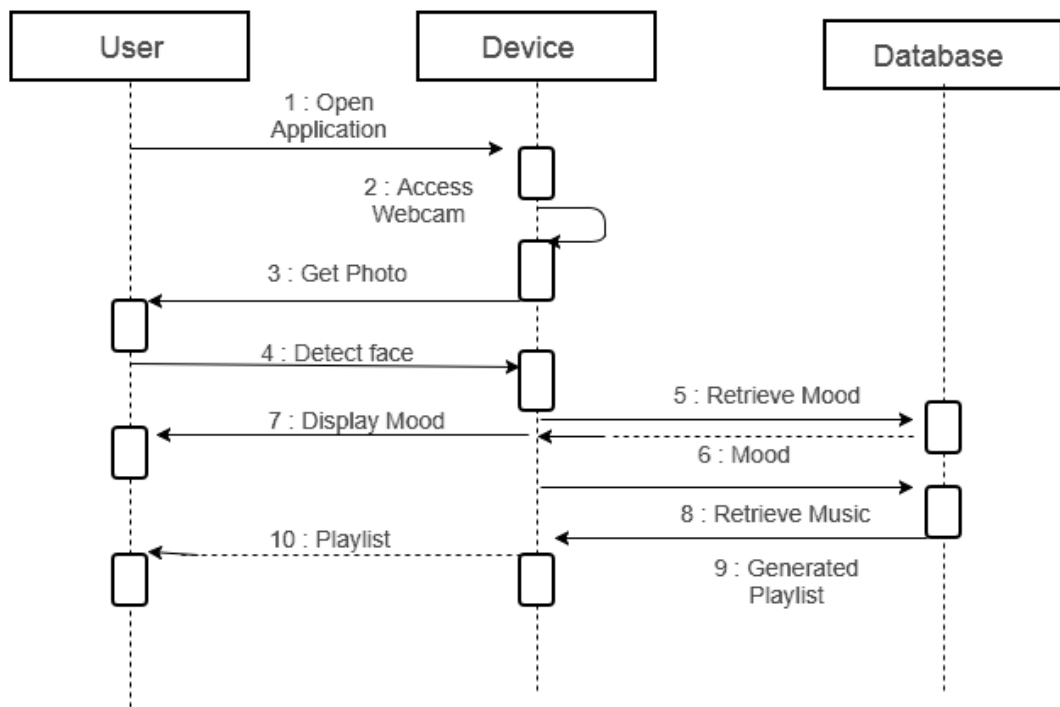 User
Device
Database
1 : Open
Application
2 : Access
Webcam
3 : Get Photo
4 : Detect face
5 : Retrieve Mood
7 : Display Mood
6 : Mood
8 : Retrieve Music
10 : Playlist
9 : Generated
Playlist